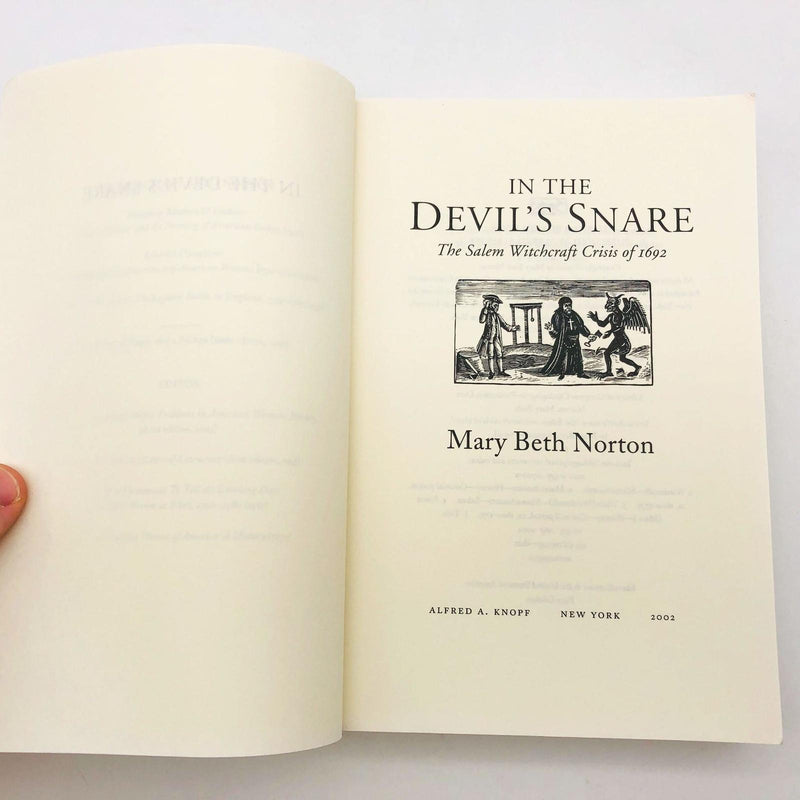 IN THE
DEVIL'S SNARE
The Salem Witchcraft Crisis of 1692
Mary Beth Norton
ALFRED A. KNOPF NEW YORK 2002